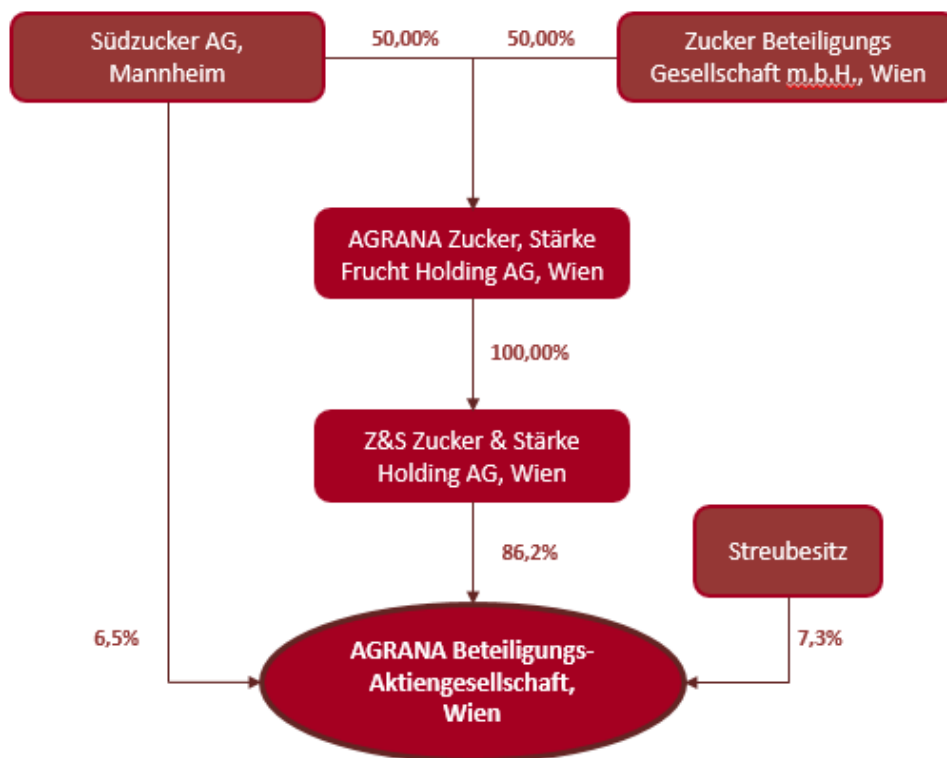 Südzucker AG,
Mannheim
50,00%
50,00%
Zucker Beteiligungs
Gesellschaft m.b.H., Wien
AGRANA Zucker, Stärke
Frucht Holding AG, Wien
100,00%
Z&S Zucker & Stärke
Holding AG, Wien
86,2%
Streubesitz
6,5%
7,3%
AGRANA Beteiligungs-
Aktiengesellschaft,
Wien